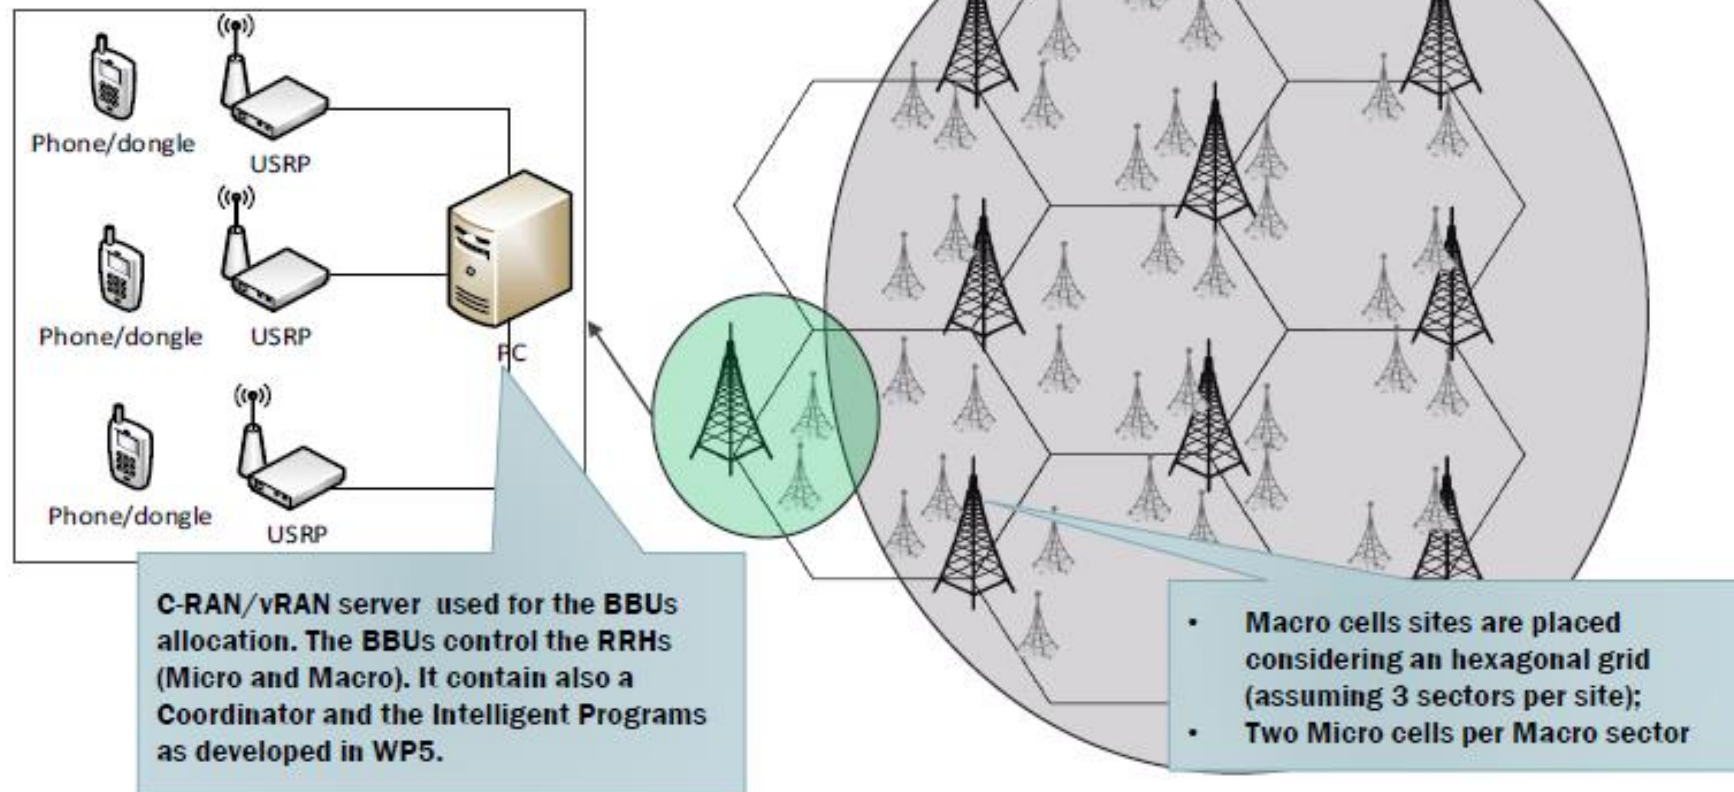 Phone/dongle
USRP
Phone/dongle
USRP
PC
Phone/dongle
USRP
C-RAN/vRAN server used for the BBUs
allocation. The BBUs control the RRHs
(Micro and Macro). It contain also a
Coordinator and the Intelligent Programs
as developed in WP5.
• Macro cells sites are placed
considering an hexagonal grid
(assuming 3 sectors per site);
• Two Micro cells per Macro sector